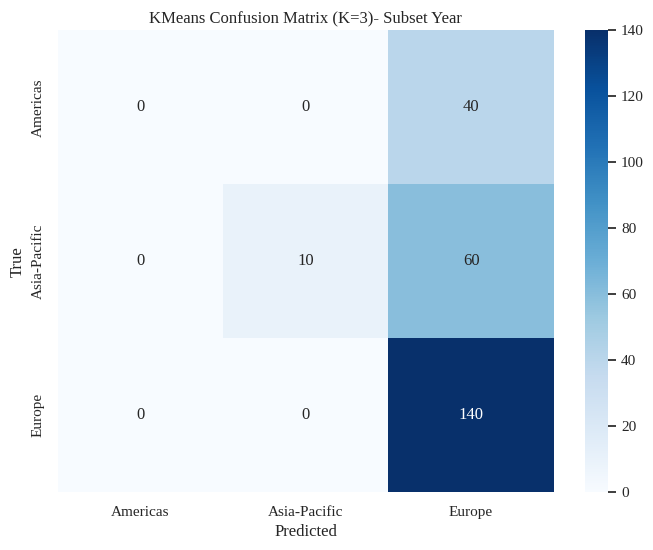 KMeans Confusion Matrix (K=3)- Subset Year
140
Americas
0
0
40
120
100
80
True
Asia-Pacific
0
10
60
60
40
Europe
0
0
140
20
0
Americas
Asia-Pacific
Europe
Predicted